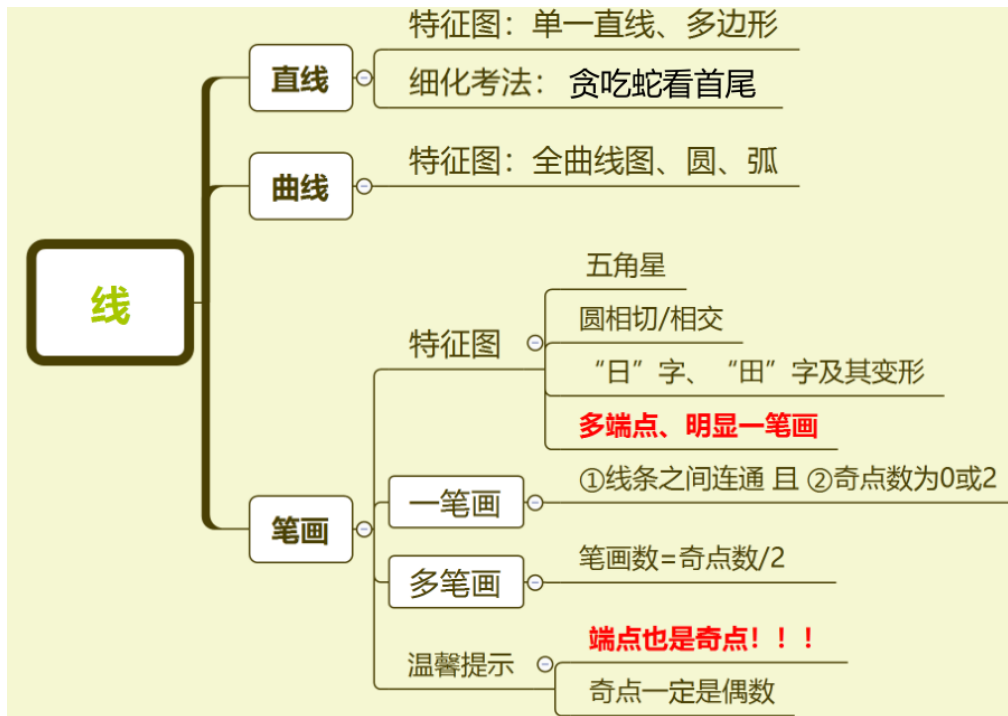 线
直线
特征图：单一直线、多边形
细化考法： 贪吃蛇看首尾
曲线
特征图：全曲线图、圆、弧
笔画
特征图
五角星
圆相切/相交
“日”字、“田”字及其变形
多端点、明显一笔画
一笔画
①线条之间连通 且 ②奇点数为0或2
多笔画
笔画数=奇点数/2
温馨提示
端点也是奇点！！！
奇点一定是偶数